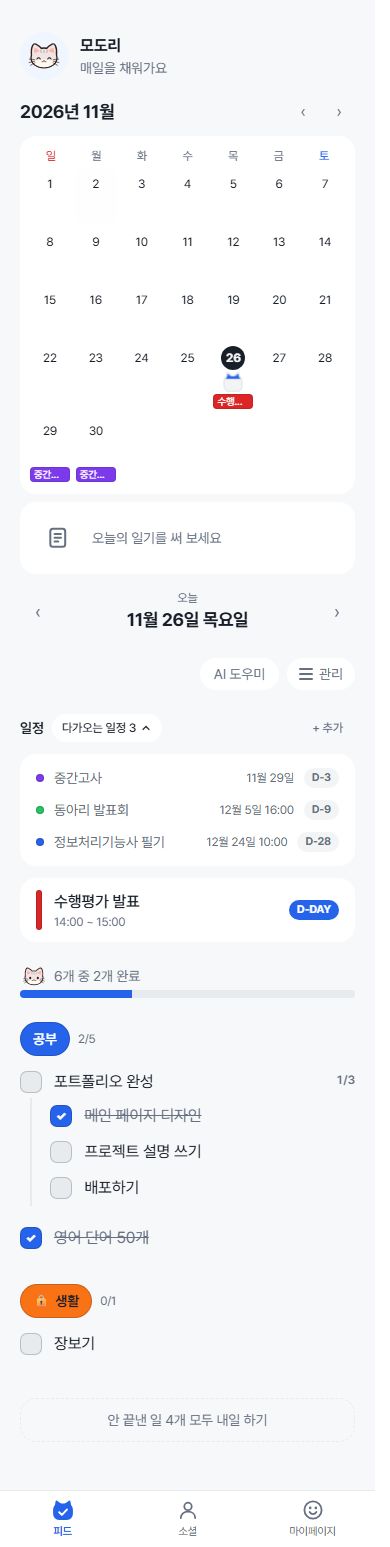 모도리
매일을 채워가요
2026년 11월 ‹ ›
일 월 화 수 목 금 토
1 2 3 4 5 6 7
8 9 10 11 12 13 14
15 16 17 18 19 20 21
22 23 24 25 26 27 28
수행...
29 30
중간... 중간...
오늘의 일기를 써 보세요
오늘
‹ 11월 26일 목요일 ›
AI 도우미 관리
일정 다가오는 일정 3 + 추가
중간고사 11월 29일 D-3
동아리 발표회 12월 5일 16:00 D-9
정보처리기능사 필기 12월 24일 10:00 D-28
수행평가 발표 D-DAY
14:00 ~ 15:00
6개 중 2개 완료
공부 2/5
포트폴리오 완성 1/3
메인 페이지 디자인
프로젝트 설명 쓰기
배포하기
영어 단어 50개
생활 0/1
장보기
안 끝낸 일 4개 모두 내일 하기
피드 소셜 마이페이지